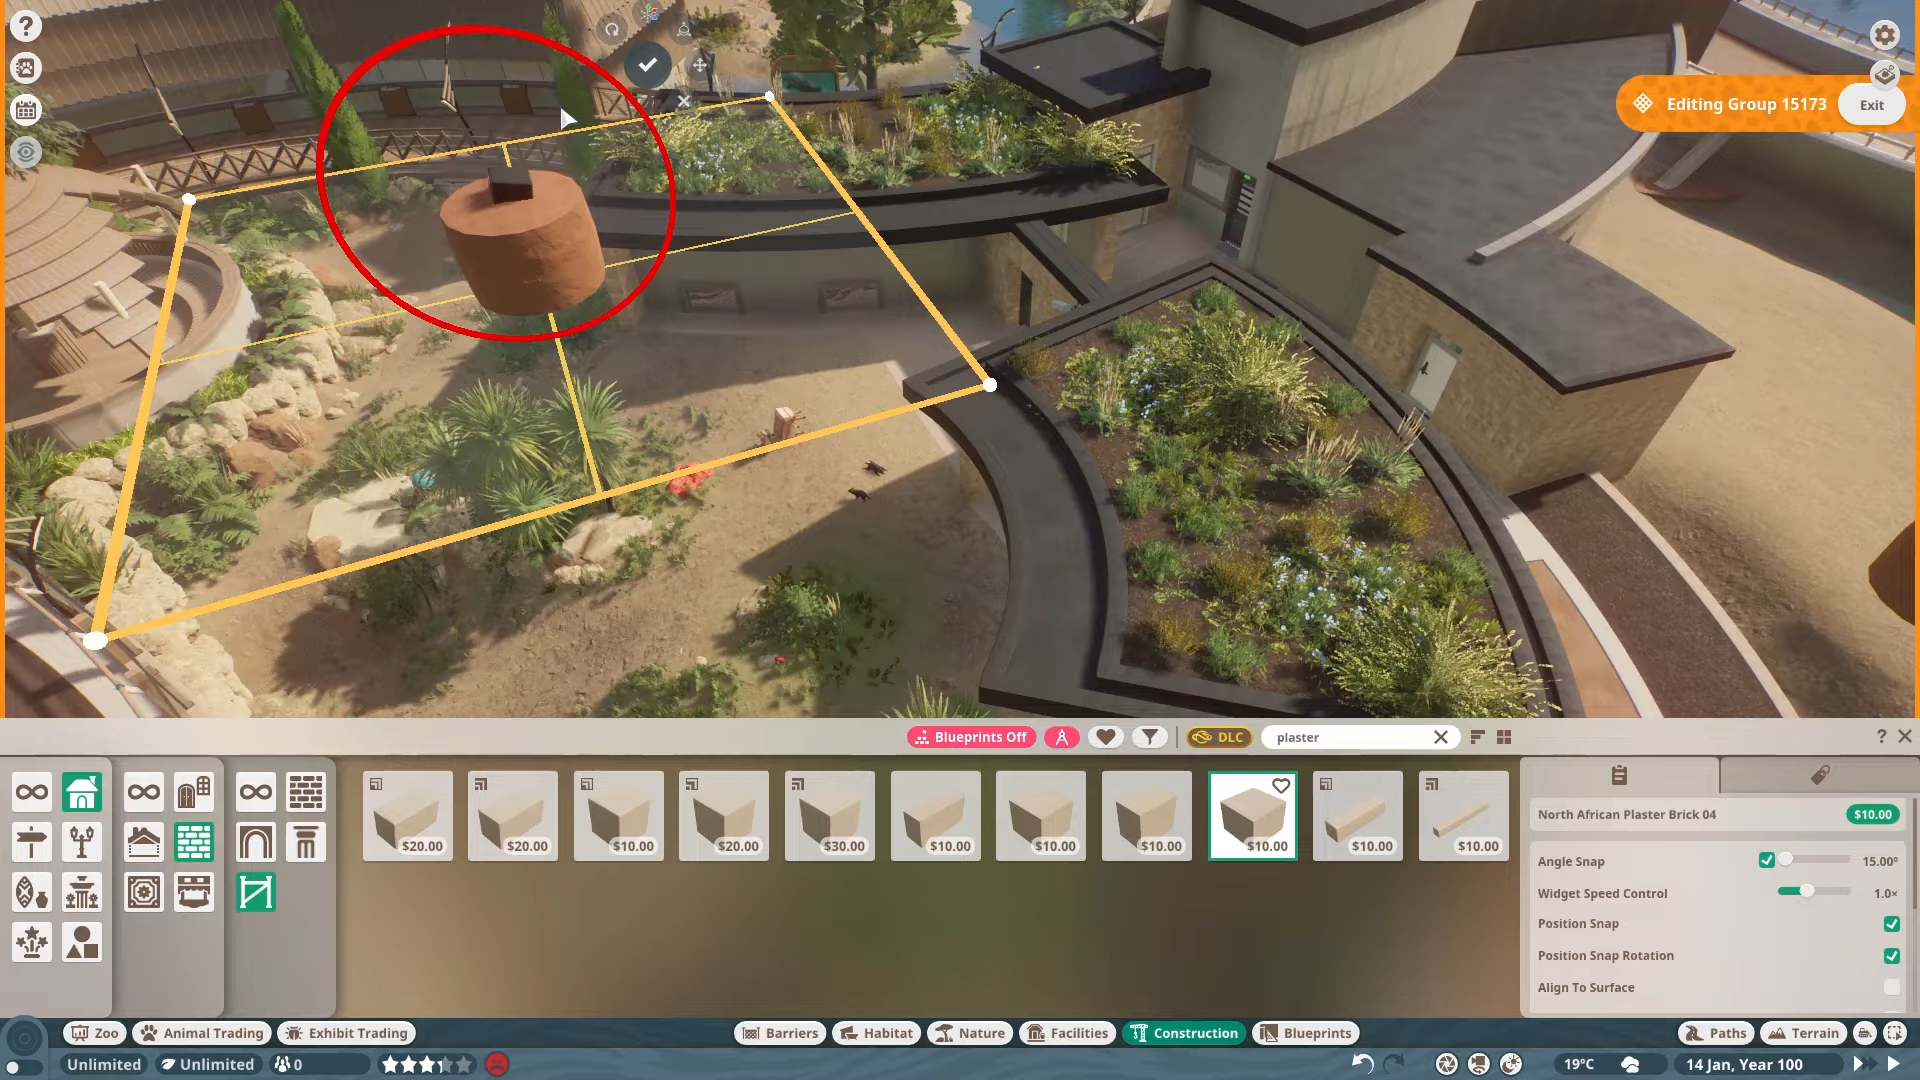 ?
Editing Group 15173
Exit
Blueprints Off
DLC
plaster
?
$20.00
$20.00
$10.00
$20.00
$30.00
$10.00
$10.00
$10.00
$10.00
$10.00
$10.00
North African Plaster Brick 04
$10.00
Angle Snap
15.00°
Widget Speed Control
1.0×
Position Snap
Position Snap Rotation
Align To Surface
Zoo
Animal Trading
Exhibit Trading
Barriers
Habitat
Nature
Facilities
Construction
Blueprints
Paths
Terrain
Unlimited
Unlimited
0
19°C
14 Jan, Year 100